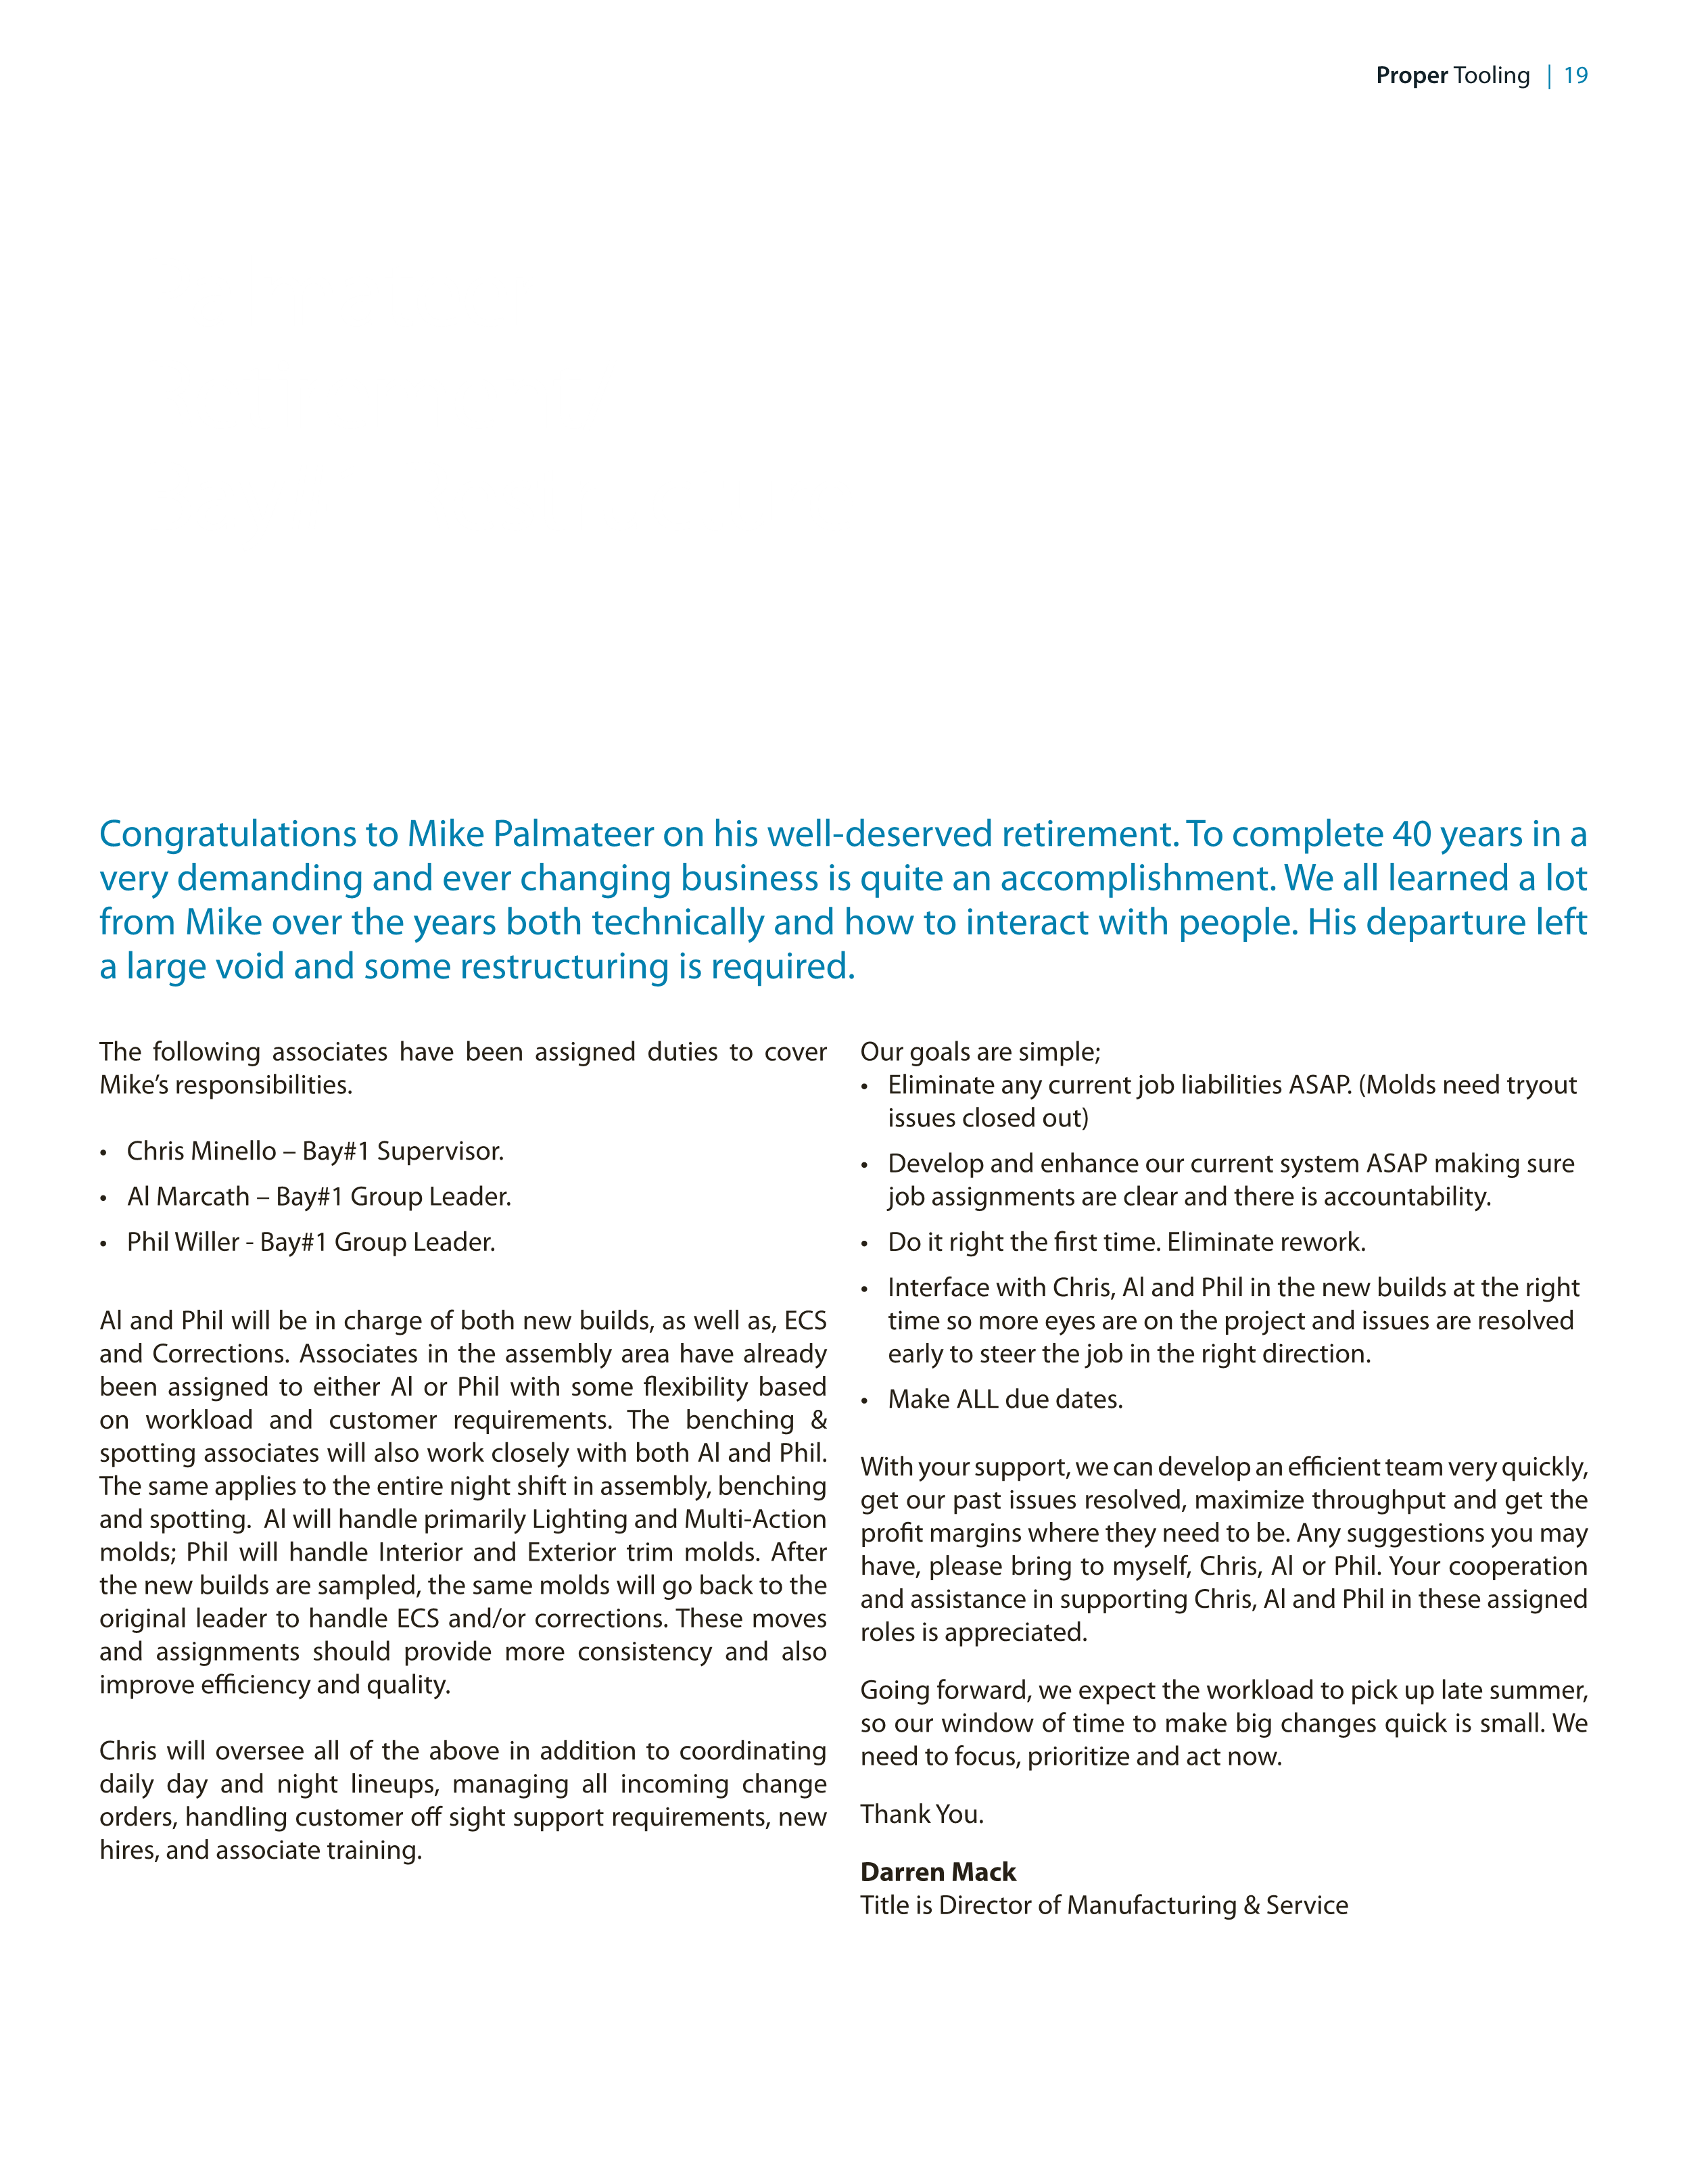 Proper Tooling | 19
Congratulations to Mike Palmateer on his well-deserved retirement. To complete 40 years in a
very demanding and ever changing business is quite an accomplishment. We all learned a lot
from Mike over the years both technically and how to interact with people. His departure left
a large void and some restructuring is required.
The following associates have been assigned duties to cover
Mike’s responsibilities.
• Chris Minello – Bay#1 Supervisor.
• Al Marcath – Bay#1 Group Leader.
• Phil Willer - Bay#1 Group Leader.
Al and Phil will be in charge of both new builds, as well as, ECS
and Corrections. Associates in the assembly area have already
been assigned to either Al or Phil with some flexibility based
on workload and customer requirements. The benching &
spotting associates will also work closely with both Al and Phil.
The same applies to the entire night shift in assembly, benching
and spotting.  Al will handle primarily Lighting and Multi-Action
molds; Phil will handle Interior and Exterior trim molds. After
the new builds are sampled, the same molds will go back to the
original leader to handle ECS and/or corrections. These moves
and assignments should provide more consistency and also
improve efficiency and quality.
Chris will oversee all of the above in addition to coordinating
daily day and night lineups, managing all incoming change
orders, handling customer off sight support requirements, new
hires, and associate training.
Our goals are simple;
• Eliminate any current job liabilities ASAP. (Molds need tryout
issues closed out)
• Develop and enhance our current system ASAP making sure
job assignments are clear and there is accountability.
• Do it right the first time. Eliminate rework.
• Interface with Chris, Al and Phil in the new builds at the right
time so more eyes are on the project and issues are resolved
early to steer the job in the right direction.
• Make ALL due dates.
With your support, we can develop an efficient team very quickly,
get our past issues resolved, maximize throughput and get the
profit margins where they need to be. Any suggestions you may
have, please bring to myself, Chris, Al or Phil. Your cooperation
and assistance in supporting Chris, Al and Phil in these assigned
roles is appreciated.
Going forward, we expect the workload to pick up late summer,
so our window of time to make big changes quick is small. We
need to focus, prioritize and act now.
Thank You.
Darren Mack
Title is Director of Manufacturing & Service